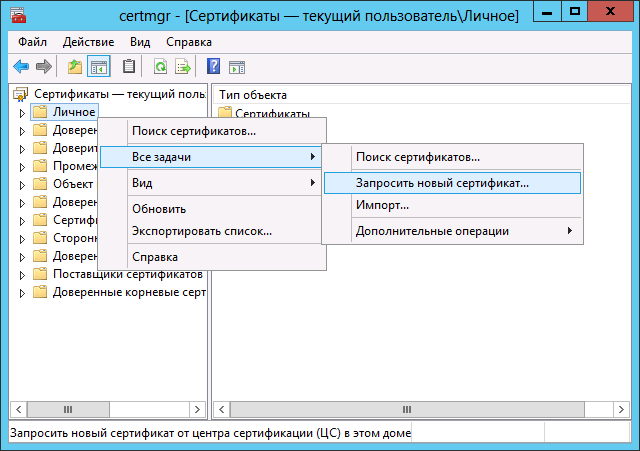 certmgr - [Сертификаты — текущий пользователь\Личное]
Файл Действие Вид Справка
Сертификаты — текущий поль
Личное
Доверен
Доверит
Промеж
Объект
Доверен
Сертифи
Сторонн
Доверен
Поставщики сертификатов
Доверенные корневые серт
Тип объекта
Сертификаты
Поиск сертификатов...
Все задачи
Вид
Обновить
Экспортировать список...
Справка
Поиск сертификатов...
Запросить новый сертификат...
Импорт...
Дополнительные операции
Запросить новый сертификат от центра сертификации (ЦС) в этом доме